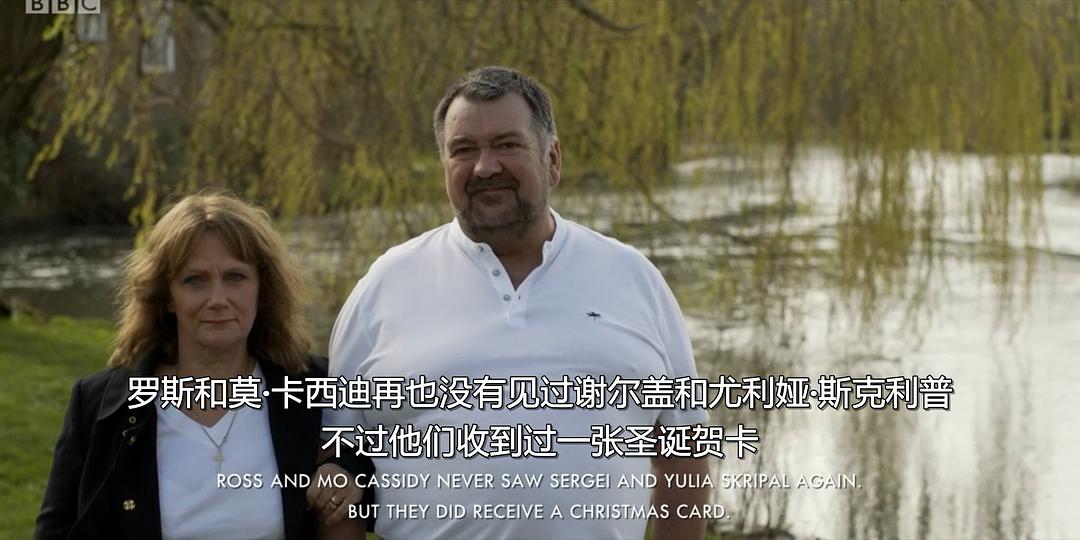 BBC
罗斯和莫·卡西迪再也没有见过谢尔盖和尤利娅·斯克利普
不过他们收到过一张圣诞贺卡
ROSS AND MO CASSIDY NEVER SAW SERGEI AND YULIA SKRIPAL AGAIN.
BUT THEY DID RECEIVE A CHRISTMAS CARD.